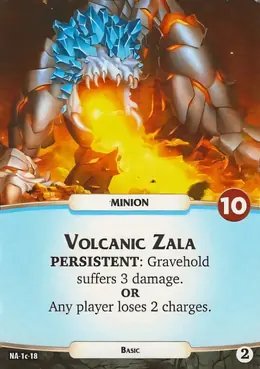 MINION
10
VOLCANIC ZALA
PERSISTENT: Gravehold
suffers 3 damage.
OR
Any player loses 2 charges.
BASIC
NA-1c-18
2